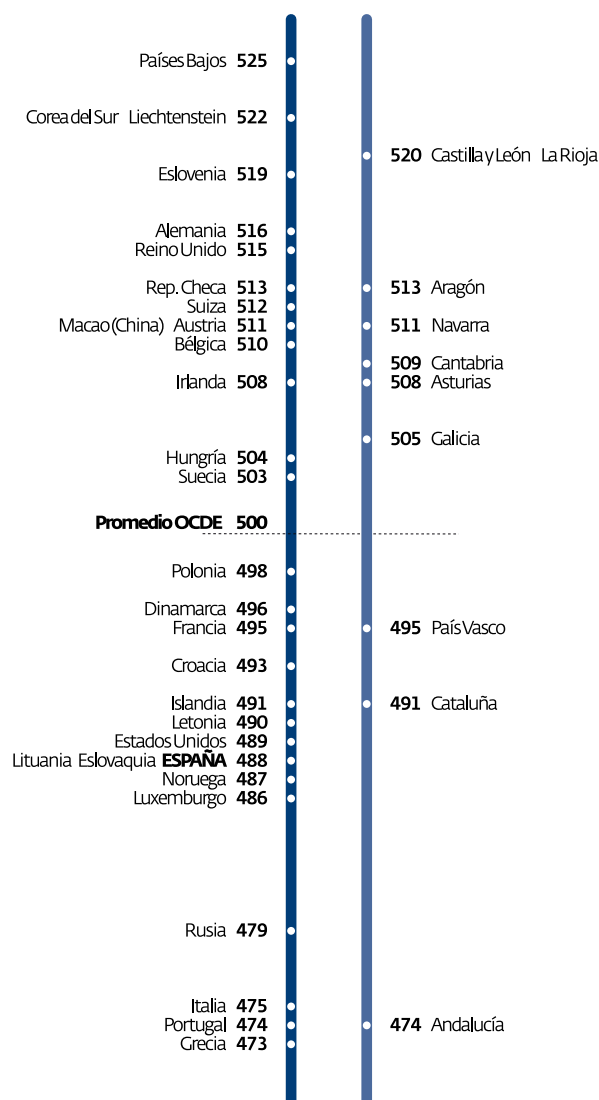 Países Bajos 525
Corea del Sur Liechtenstein 522
520 Castilla y León La Rioja
Eslovenia 519
Alemania 516
Reino Unido 515
Rep. Checa 513 513 Aragón
Suiza 512
Macao (China) Austria 511 511 Navarra
Bélgica 510
509 Cantabria
Irlanda 508 508 Asturias
505 Galicia
Hungría 504
Suecia 503
Promedio OCDE 500
Polonia 498
Dinamarca 496
Francia 495 495 País Vasco
Croacia 493
Islandia 491 491 Cataluña
Letonia 490
Estados Unidos 489
Lituania Eslovaquia ESPAÑA 488
Noruega 487
Luxemburgo 486
Rusia 479
Italia 475
Portugal 474 474 Andalucía
Grecia 473